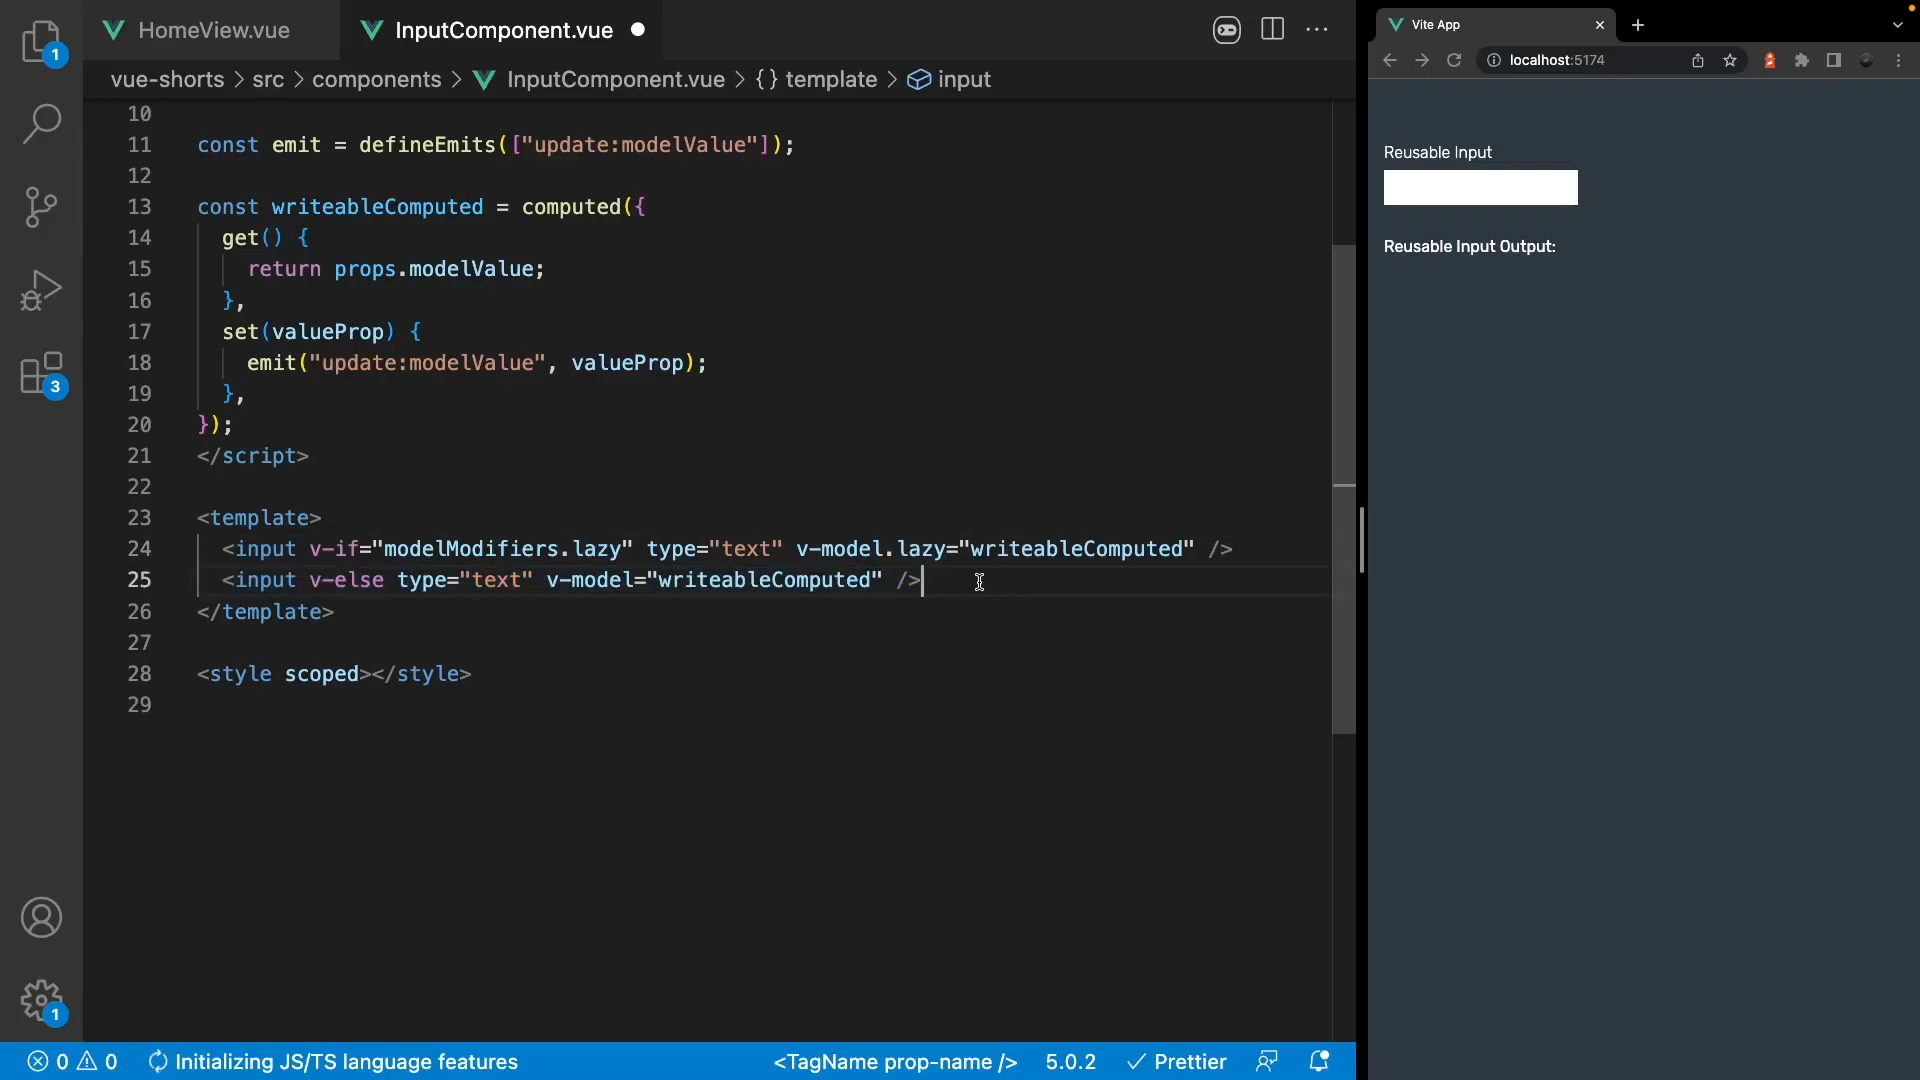 HomeView.vue
InputComponent.vue
vue-shorts > src > components > InputComponent.vue > {} template > input
10
11 const emit = defineEmits(["update:modelValue"]);
12
13 const writeableComputed = computed({
14 get() {
15 return props.modelValue;
16 },
17 set(valueProp) {
18 emit("update:modelValue", valueProp);
19 },
20 });
21 </script>
22
23 <template>
24 <input v-if="modelModifiers.lazy" type="text" v-model.lazy="writeableComputed" />
25 <input v-else type="text" v-model="writeableComputed" />
26 </template>
27
28 <style scoped></style>
29
1
3
1
0 0 Initializing JS/TS language features <TagName prop-name /> 5.0.2 Prettier
Vite App
localhost:5174
Reusable Input
Reusable Input Output: